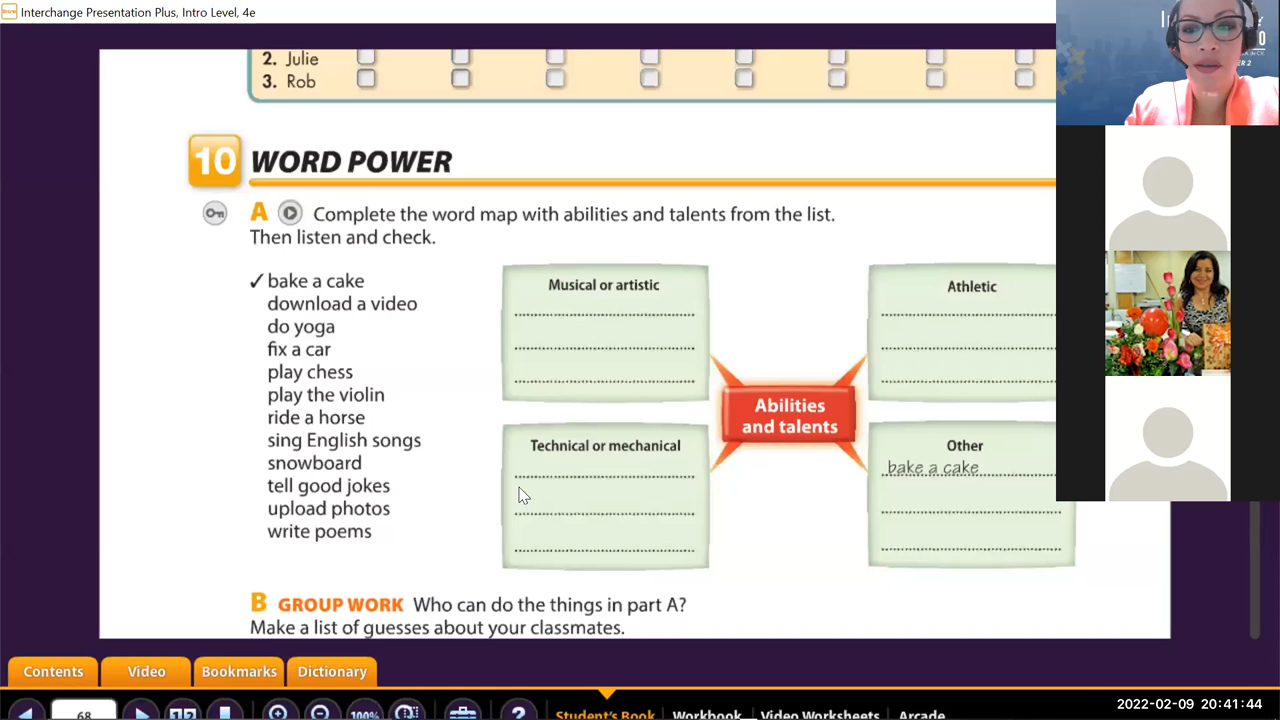 Interchange Presentation Plus, Intro Level, 4e
2. Julie
3. Rob
10 WORD POWER
A Complete the word map with abilities and talents from the list.
Then listen and check.
✓ bake a cake
download a video
do yoga
fix a car
play chess
play the violin
ride a horse
sing English songs
snowboard
tell good jokes
upload photos
write poems
Musical or artistic
Athletic
Abilities
and talents
Technical or mechanical
Other
bake a cake
B GROUP WORK Who can do the things in part A?
Make a list of guesses about your classmates.
Contents
Video
Bookmarks
Dictionary
68
100%
?
Student's Book
Workbook
Video Worksheets
Arcade
2022-02-09 20:41:44